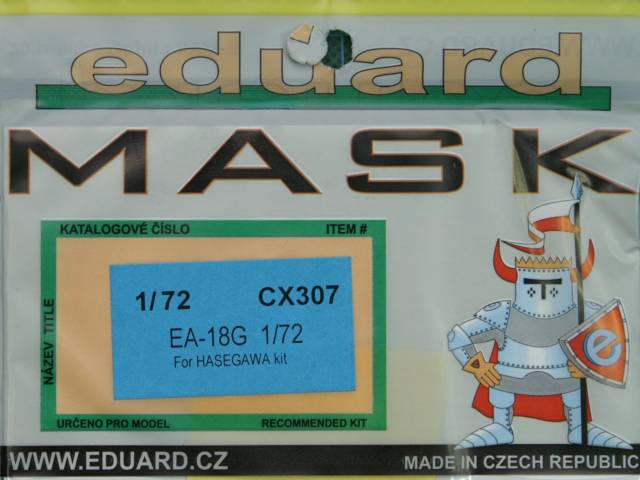 eduard
MASK
KATALOGOVÉ ČÍSLO ITEM #
NÁZEV TITLE
1/72 CX307
EA-18G 1/72
For HASEGAWA kit
URČENO PRO MODEL RECOMMENDED KIT
e
WWW.EDUARD.CZ MADE IN CZECH REPUBLIC